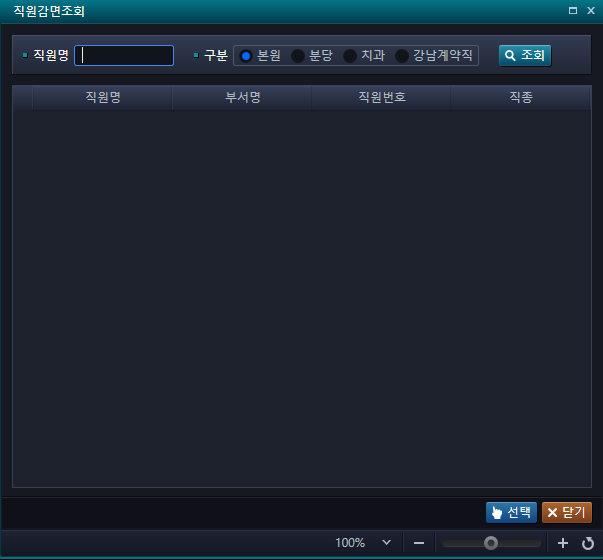 직원감면조회
직원명 구분 본원 분당 치과 강남계약직 조회
직원명 부서명 직원번호 직종
선택 닫기
100%